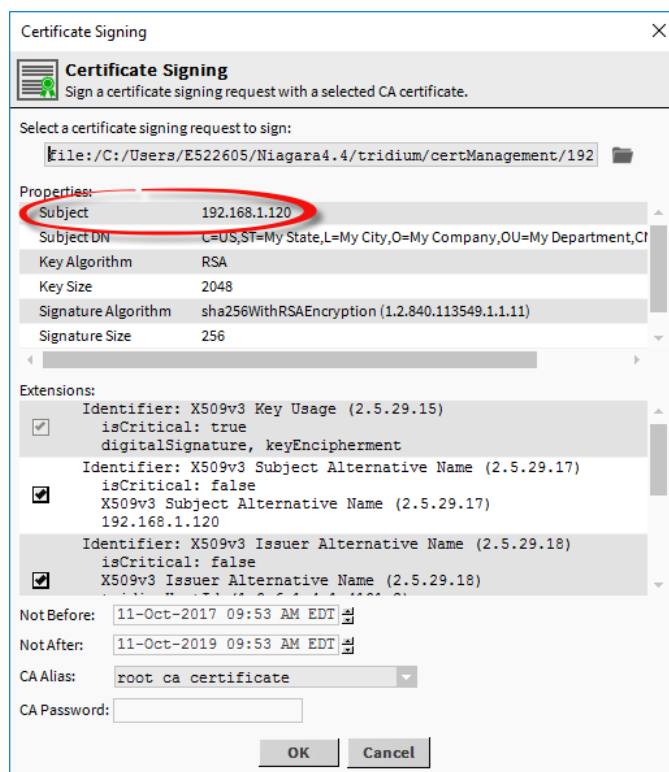 Certificate Signing
Certificate Signing
Sign a certificate signing request with a selected CA certificate.
Select a certificate signing request to sign:
file:/C:/Users/E522605/Niagara4.4/tridium/certManagement/192
Properties:
Subject 192.168.1.120
Subject DN C=US,ST=My State,L=My City,O=My Company,OU=My Department,CN
Key Algorithm RSA
Key Size 2048
Signature Algorithm sha256WithRSAEncryption (1.2.840.113549.1.1.11)
Signature Size 256
Extensions:
Identifier: X509v3 Key Usage (2.5.29.15)
isCritical: true
digitalSignature, keyEncipherment
Identifier: X509v3 Subject Alternative Name (2.5.29.17)
isCritical: false
X509v3 Subject Alternative Name (2.5.29.17)
192.168.1.120
Identifier: X509v3 Issuer Alternative Name (2.5.29.18)
isCritical: false
X509v3 Issuer Alternative Name (2.5.29.18)
Not Before: 11-Oct-2017 09:53 AM EDT
Not After: 11-Oct-2019 09:53 AM EDT
CA Alias: root ca certificate
CA Password:
OK Cancel